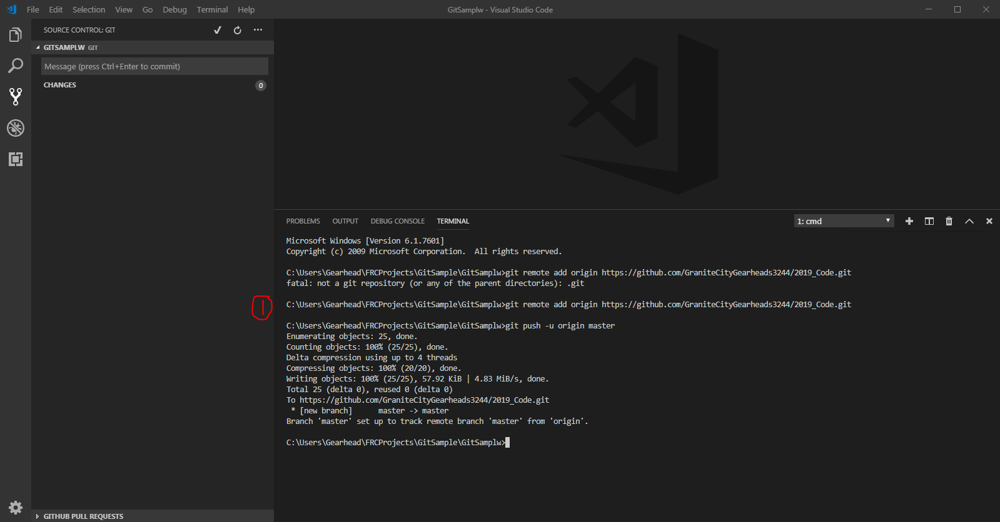 File Edit Selection View Go Debug Terminal Help
GitSamplw - Visual Studio Code
SOURCE CONTROL: GIT
GITSAMPLW GIT
Message (press Ctrl+Enter to commit)
CHANGES 0
PROBLEMS OUTPUT DEBUG CONSOLE TERMINAL
1: cmd
Microsoft Windows [Version 6.1.7601]
Copyright (c) 2009 Microsoft Corporation.  All rights reserved.
C:\Users\Gearhead\FRCProjects\GitSample\GitSamplw>git remote add origin https://github.com/GraniteCityGearheads3244/2019_Code.git
fatal: not a git repository (or any of the parent directories): .git
1
C:\Users\Gearhead\FRCProjects\GitSample\GitSamplw>git remote add origin https://github.com/GraniteCityGearheads3244/2019_Code.git
C:\Users\Gearhead\FRCProjects\GitSample\GitSamplw>git push -u origin master
Enumerating objects: 25, done.
Counting objects: 100% (25/25), done.
Delta compression using up to 4 threads
Compressing objects: 100% (20/20), done.
Writing objects: 100% (25/25), 57.92 KiB | 4.83 MiB/s, done.
Total 25 (delta 0), reused 0 (delta 0)
To https://github.com/GraniteCityGearheads3244/2019_Code.git
* [new branch]      master -> master
Branch 'master' set up to track remote branch 'master' from 'origin'.
C:\Users\Gearhead\FRCProjects\GitSample\GitSamplw>
GITHUB PULL REQUESTS